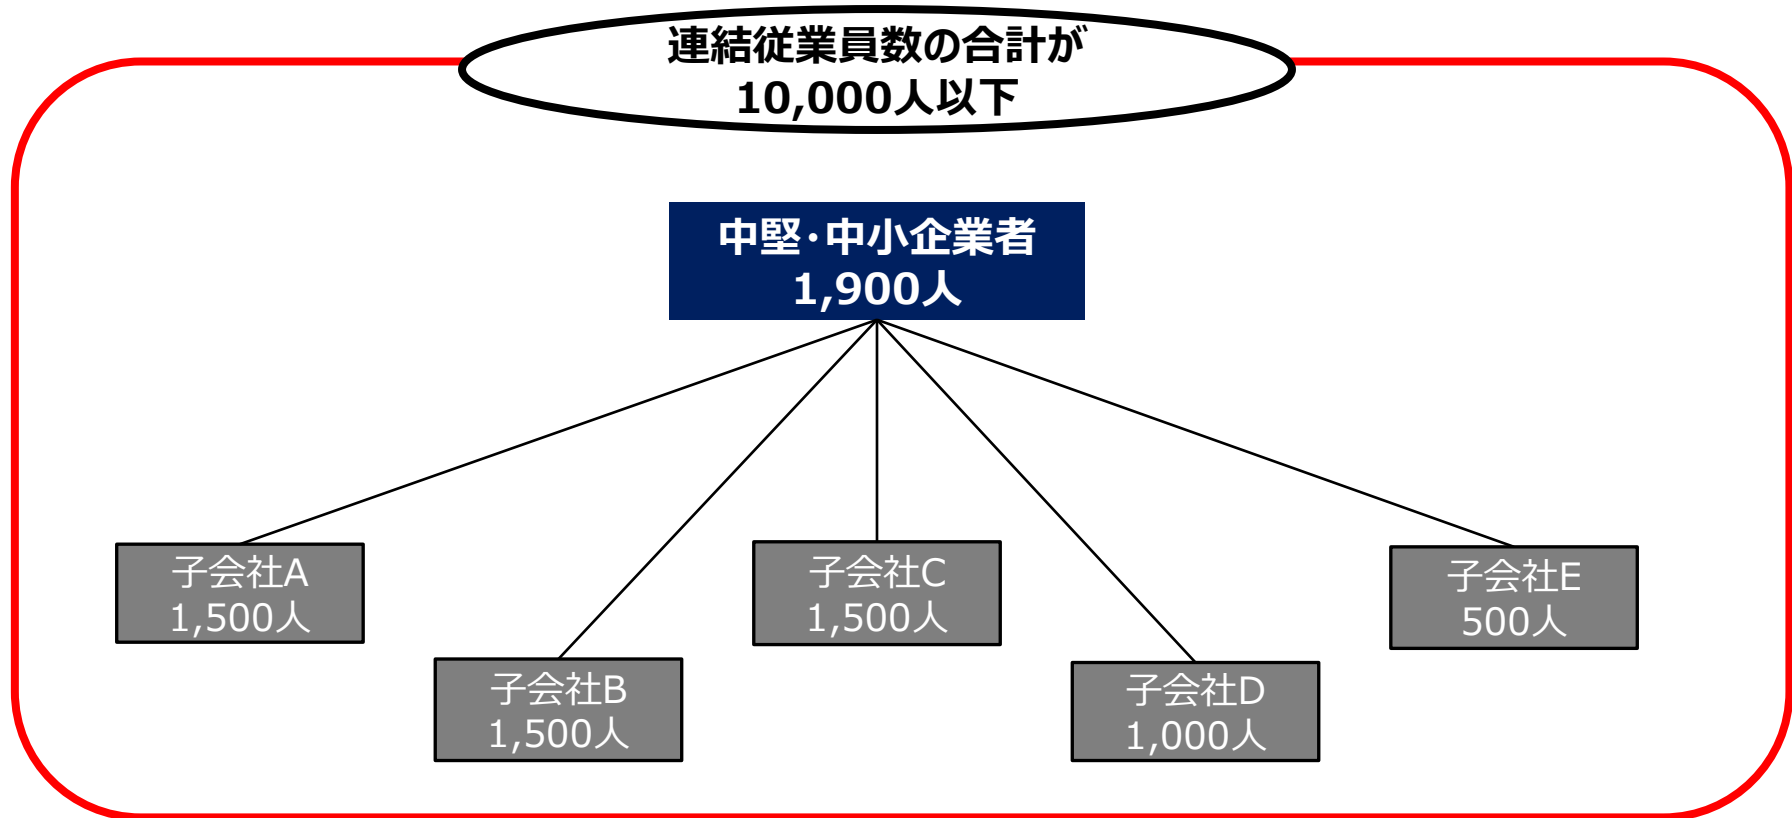 連結従業員数の合計が
10,000人以下
中堅・中小企業者
1,900人
子会社A
1,500人
子会社B
1,500人
子会社C
1,500人
子会社D
1,000人
子会社E
500人